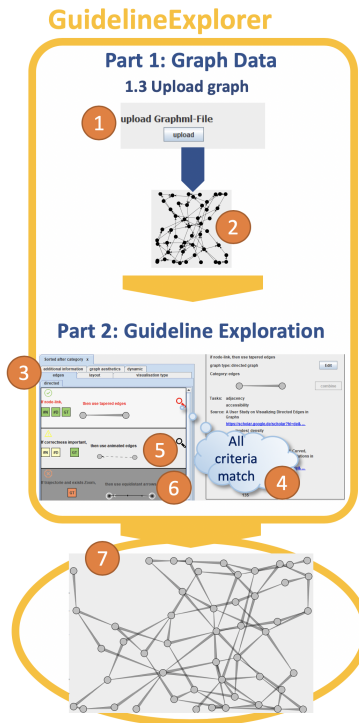 GuidelineExplorer
Part 1: Graph Data
1.3 Upload graph
1
upload Graphml-File
upload
2
Part 2: Guideline Exploration
Sorted after category x
additional information graph aesthetics dynamic
edges layout visualisation type
directed
3
If node-link, then use tapered edges
#N #E GT
If correctness important, then use animated edges
#N #E GT
5
6
GT
if node-link, then use tapered edges
graph type: directed graph
Edit
Category: edges
Tasks: adjacency
accessibility
Source: A User Study on Visualizing Directed Edges in
Graphs
All
criteria
match
4
7